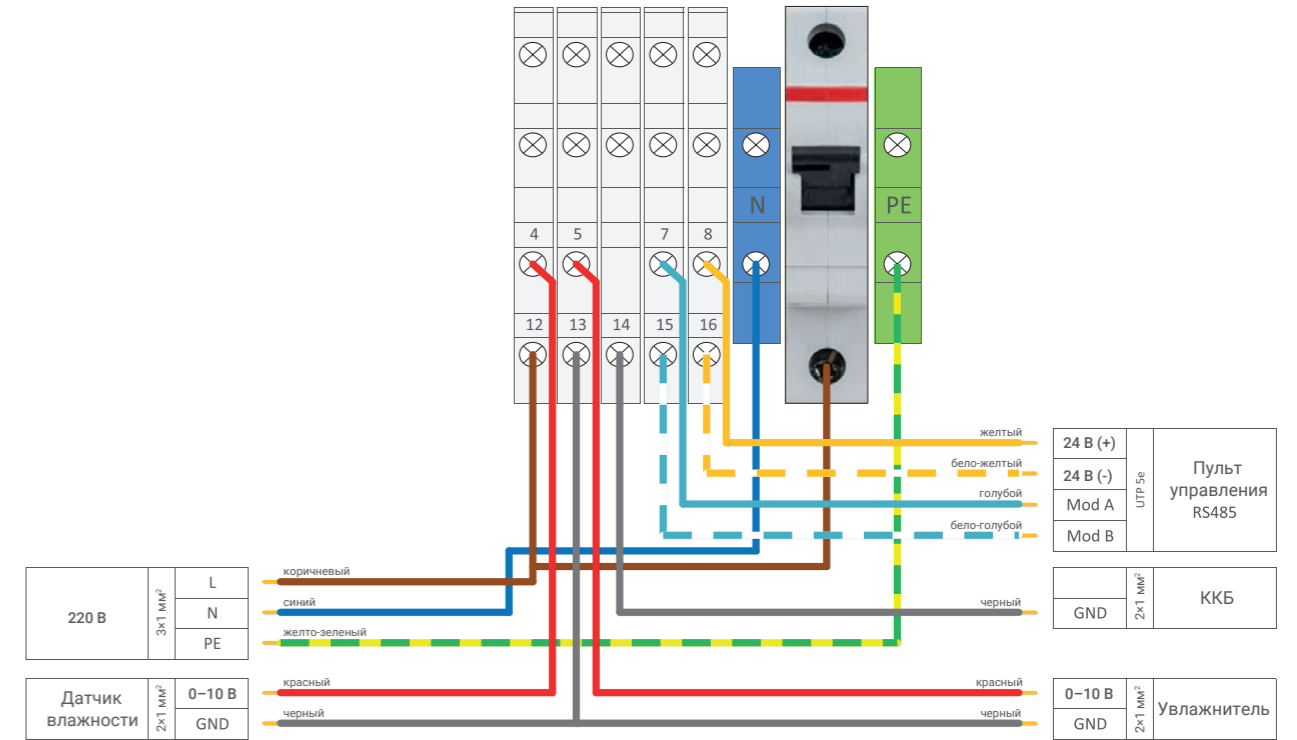 4
5
7
8
N
PE
12
13
14
15
16
желтый
бело-желтый
голубой
бело-голубой
24 В (+)
24 В (-)
Mod A
Mod B
UTP 5e
Пульт
управления
RS485
220 В
3×1 мм²
L
N
PE
коричневый
синий
желто-зеленый
черный
GND
2×1 мм²
ККБ
Датчик
влажности
2×1 мм²
0–10 В
GND
красный
черный
красный
черный
0–10 В
GND
2×1 мм²
Увлажнитель